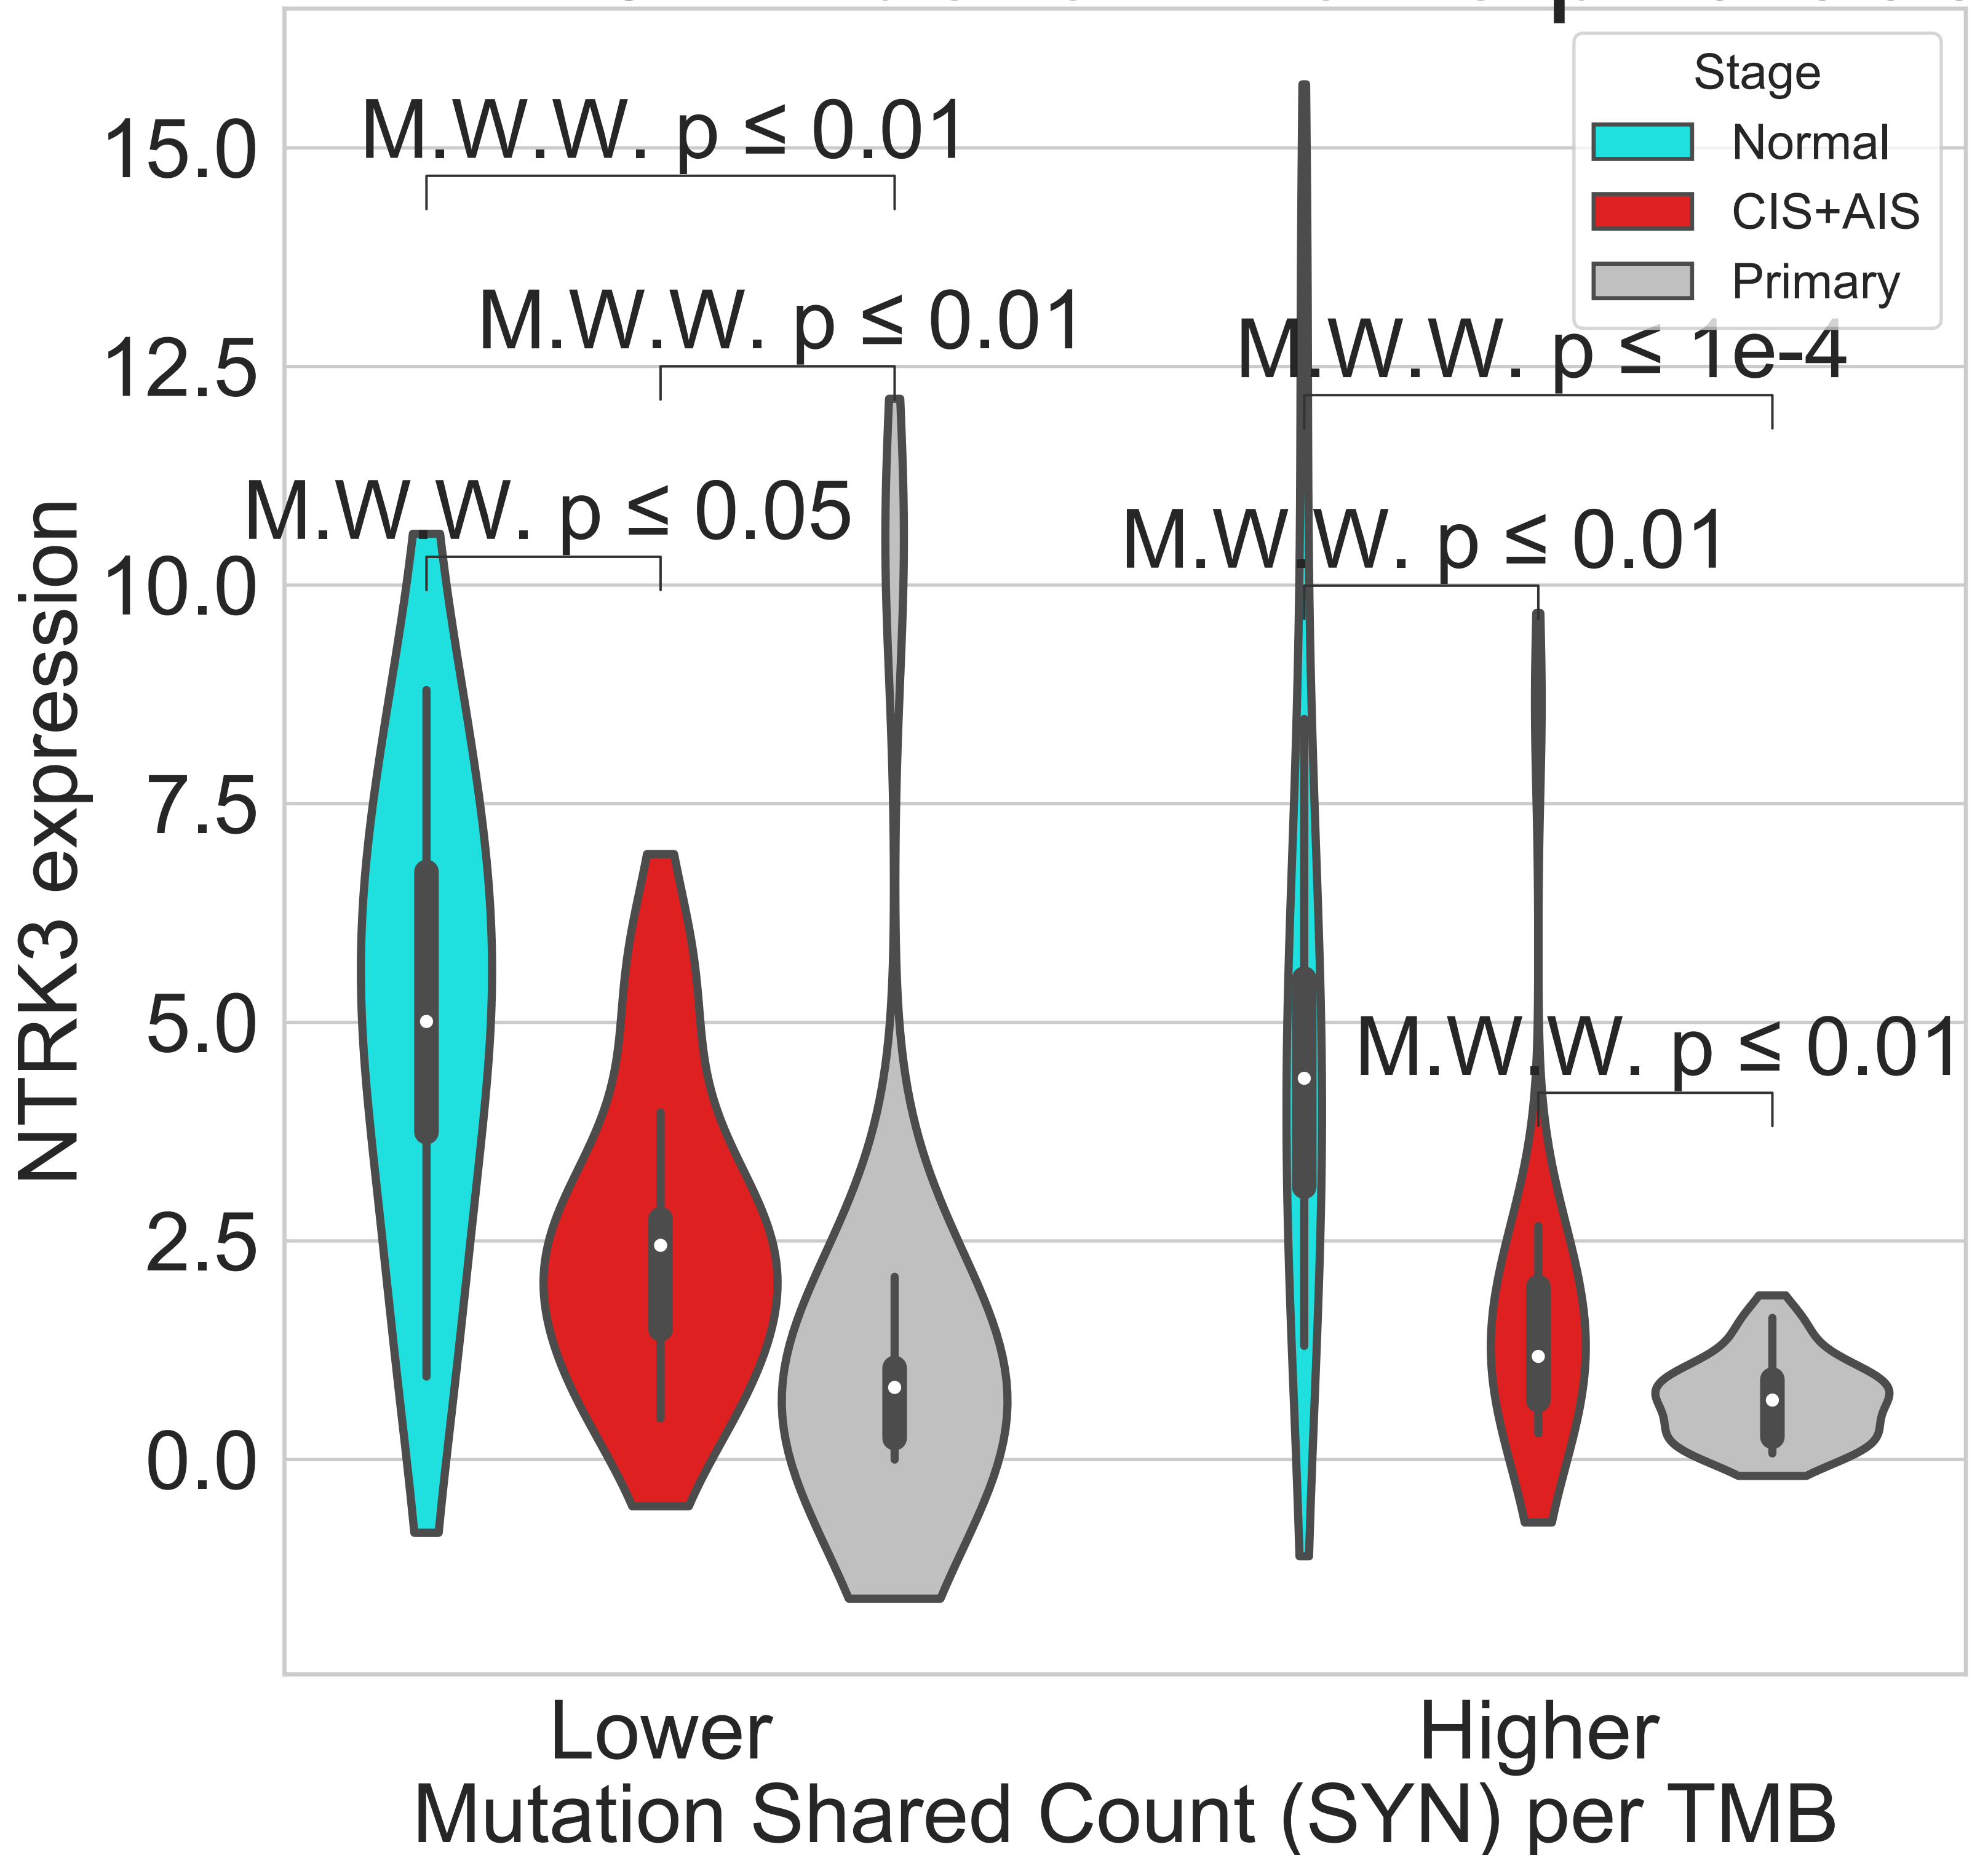 Stage
Normal
CIS+AIS
Primary
M.W.W. p ≤ 0.01
M.W.W. p ≤ 0.01
M.W.W. p ≤ 0.05
M.W.W. p ≤ 1e-4
M.W.W. p ≤ 0.01
M.W.W. p ≤ 0.01
15.0
12.5
10.0
7.5
5.0
2.5
0.0
NTRK3 expression
Lower
Higher
Mutation Shared Count (SYN) per TMB